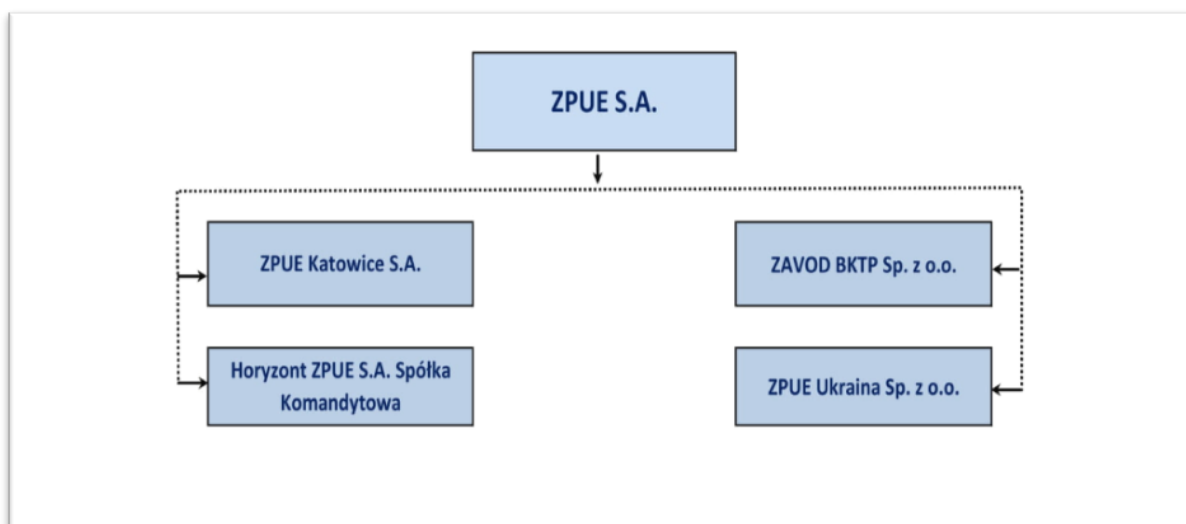 ZPUE S.A.
ZPUE Katowice S.A.
ZAVOD BKTP Sp. z o.o.
Horyzont ZPUE S.A. Spółka
Komandytowa
ZPUE Ukraina Sp. z o.o.